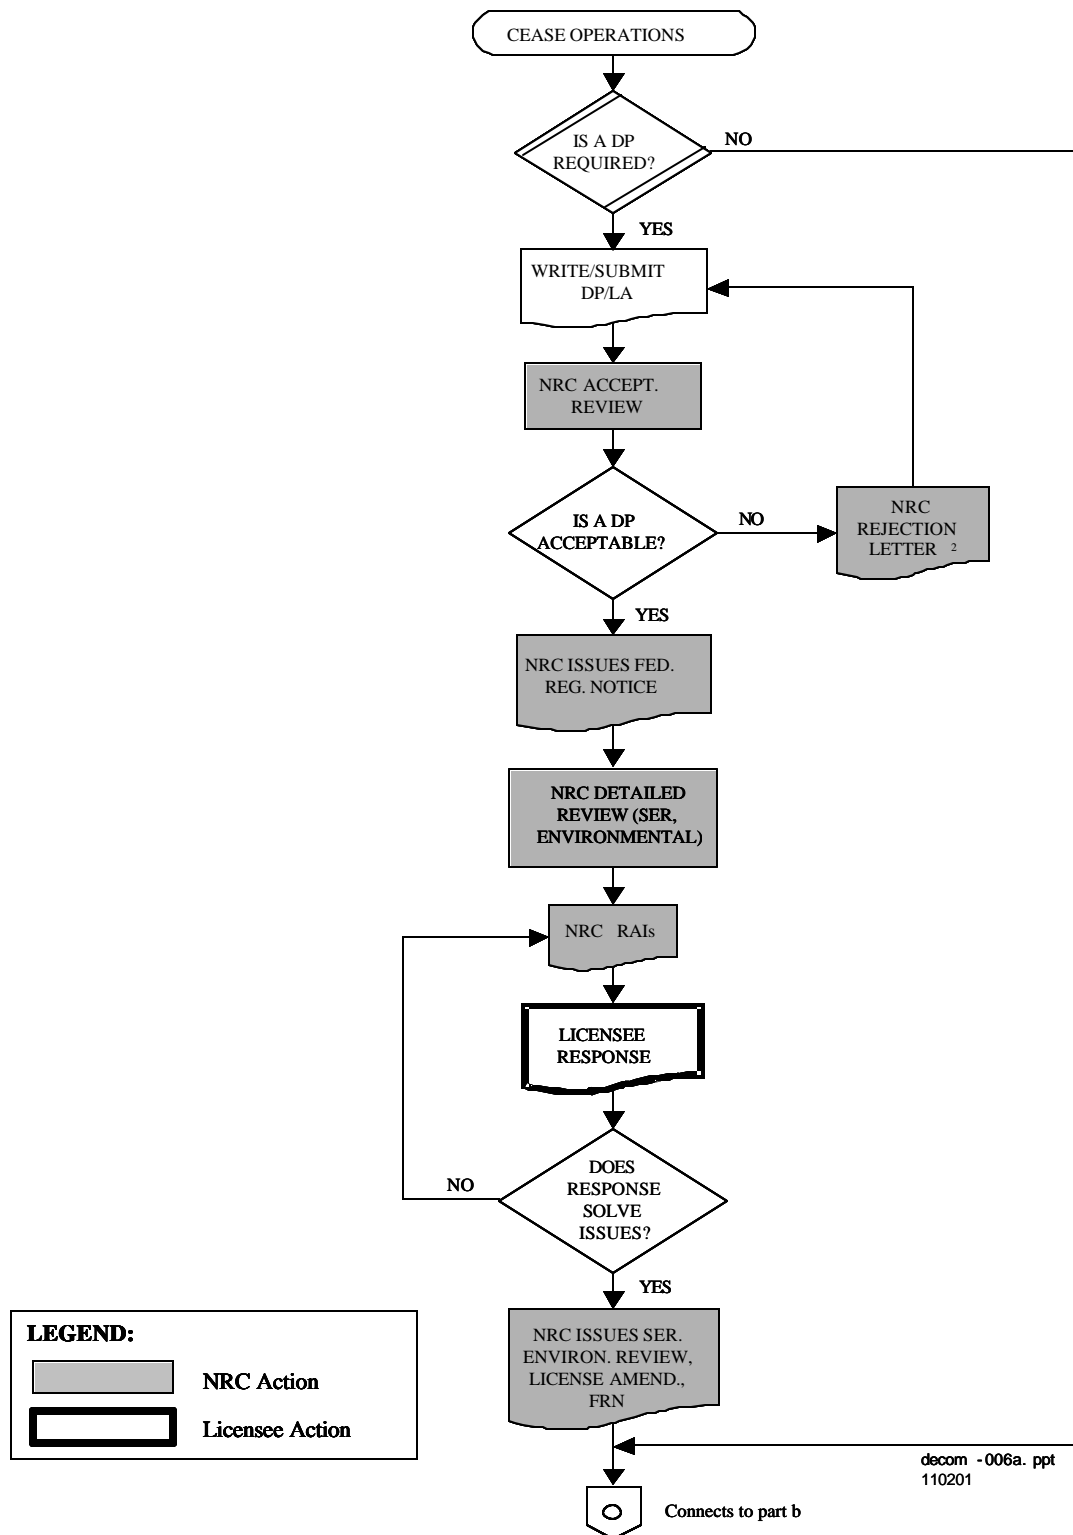 CEASE OPERATIONS
IS A DP
REQUIRED?
NO
YES
WRITE/SUBMIT
DP/LA
NRC ACCEPT.
REVIEW
IS A DP
ACCEPTABLE?
NO
NRC
REJECTION
LETTER 2
YES
NRC ISSUES FED.
REG. NOTICE
NRC DETAILED
REVIEW (SER,
ENVIRONMENTAL)
NRC RAIs
LICENSEE
RESPONSE
DOES
RESPONSE
SOLVE
ISSUES?
NO
YES
NRC ISSUES SER.
ENVIRON. REVIEW,
LICENSE AMEND.,
FRN
LEGEND:
NRC Action
Licensee Action
decom -006a. ppt
110201
Connects to part b